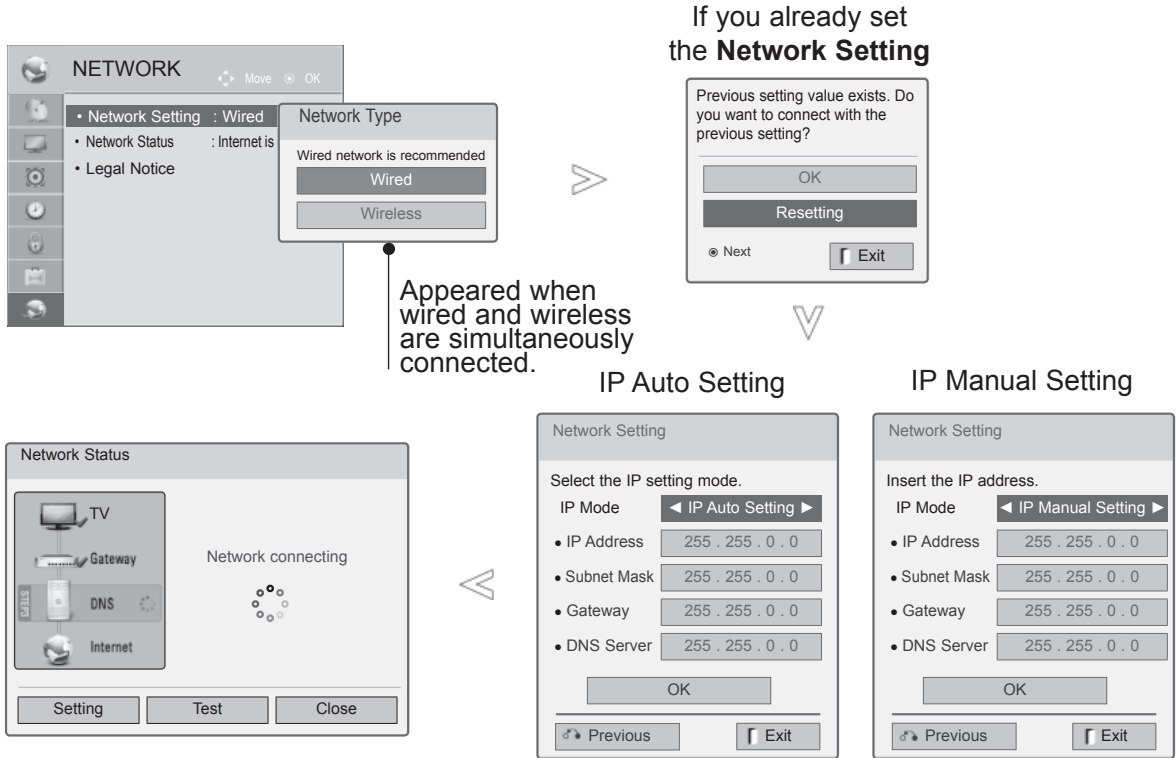 If you already set
the Network Setting
NETWORK
Move OK
• Network Setting : Wired
• Network Status : Internet is
• Legal Notice
Network Type
Wired network is recommended
Wired
Wireless
Appeared when
wired and wireless
are simultaneously
connected.
Previous setting value exists. Do
you want to connect with the
previous setting?
OK
Resetting
Next
Exit
IP Auto Setting
Network Setting
Select the IP setting mode.
IP Mode ◄ IP Auto Setting ►
• IP Address 255 . 255 . 0 . 0
• Subnet Mask 255 . 255 . 0 . 0
• Gateway 255 . 255 . 0 . 0
• DNS Server 255 . 255 . 0 . 0
OK
Previous
Exit
IP Manual Setting
Network Setting
Insert the IP address.
IP Mode ◄ IP Manual Setting ►
• IP Address 255 . 255 . 0 . 0
• Subnet Mask 255 . 255 . 0 . 0
• Gateway 255 . 255 . 0 . 0
• DNS Server 255 . 255 . 0 . 0
OK
Previous
Exit
Network Status
TV
Gateway
STEP3
DNS
Internet
Network connecting
Setting
Test
Close